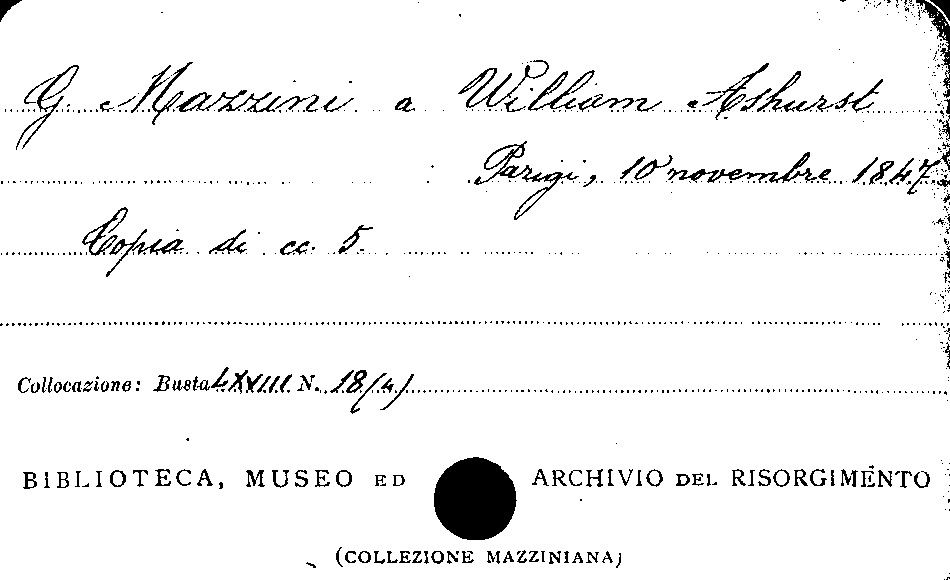 G. Mazzini a William Ashurst
Parigi, 10 novembre 1847.
Copia di cc. 5.
Collocazione: Busta LXXIII N. 18(4)
BIBLIOTECA, MUSEO ED ARCHIVIO DEL RISORGIMENTO
(COLLEZIONE MAZZINIANA)